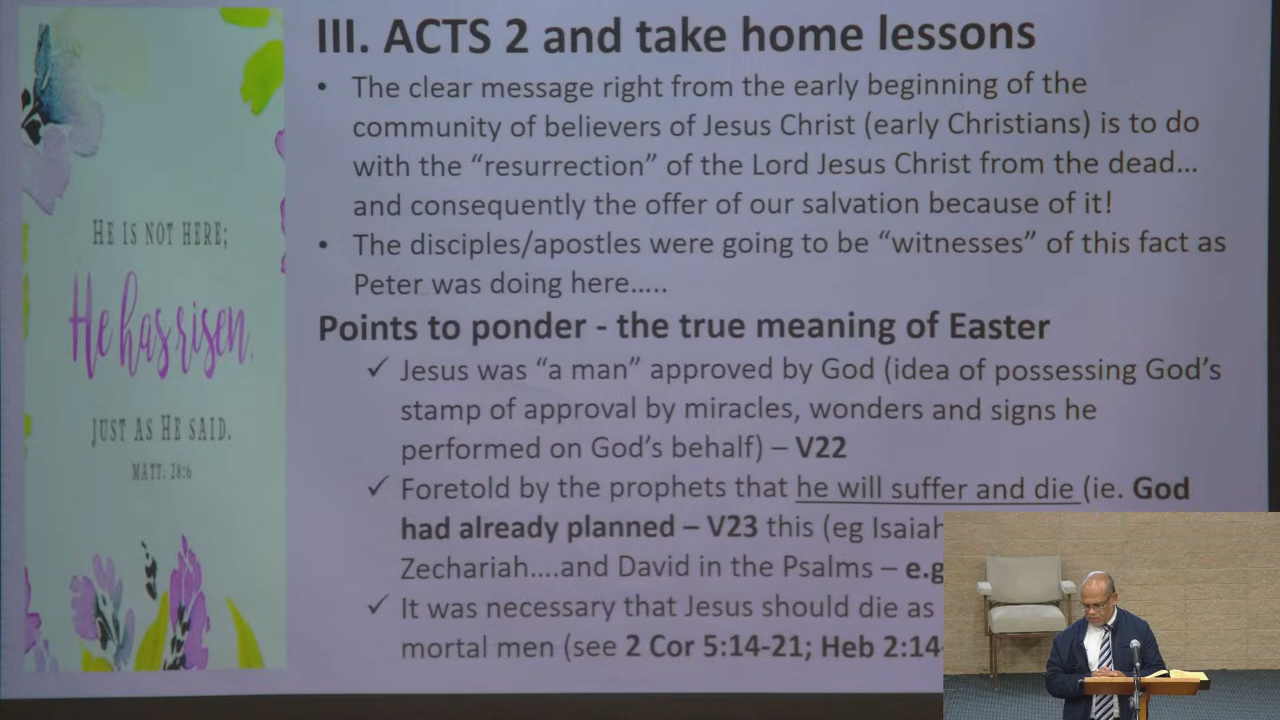 III. ACTS 2 and take home lessons
• The clear message right from the early beginning of the
community of believers of Jesus Christ (early Christians) is to do
with the “resurrection” of the Lord Jesus Christ from the dead...
and consequently the offer of our salvation because of it!
• The disciples/apostles were going to be “witnesses” of this fact as
Peter was doing here.....
Points to ponder - the true meaning of Easter
✓ Jesus was “a man” approved by God (idea of possessing God’s
stamp of approval by miracles, wonders and signs he
performed on God’s behalf) – V22
✓ Foretold by the prophets that he will suffer and die (ie. God
had already planned – V23 this (eg Isaiah
Zechariah....and David in the Psalms – e.g
✓ It was necessary that Jesus should die as
mortal men (see 2 Cor 5:14-21; Heb 2:14-
HE IS NOT HERE;
He has risen,
JUST AS HE SAID.
MATT. 28:6